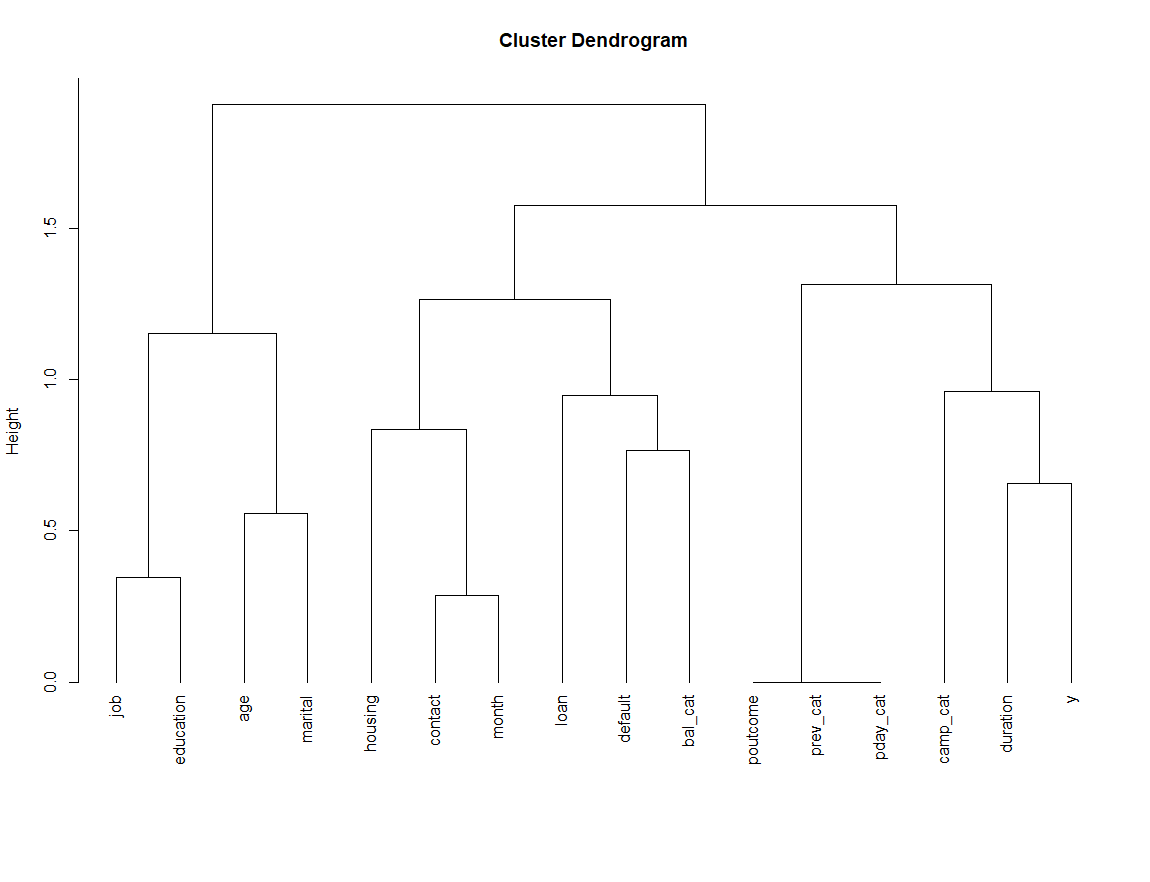 Cluster Dendrogram
Height
1.5
1.0
0.5
0.0
job
education
age
marital
housing
contact
month
loan
default
bal_cat
poutcome
prev_cat
pday_cat
camp_cat
duration
y